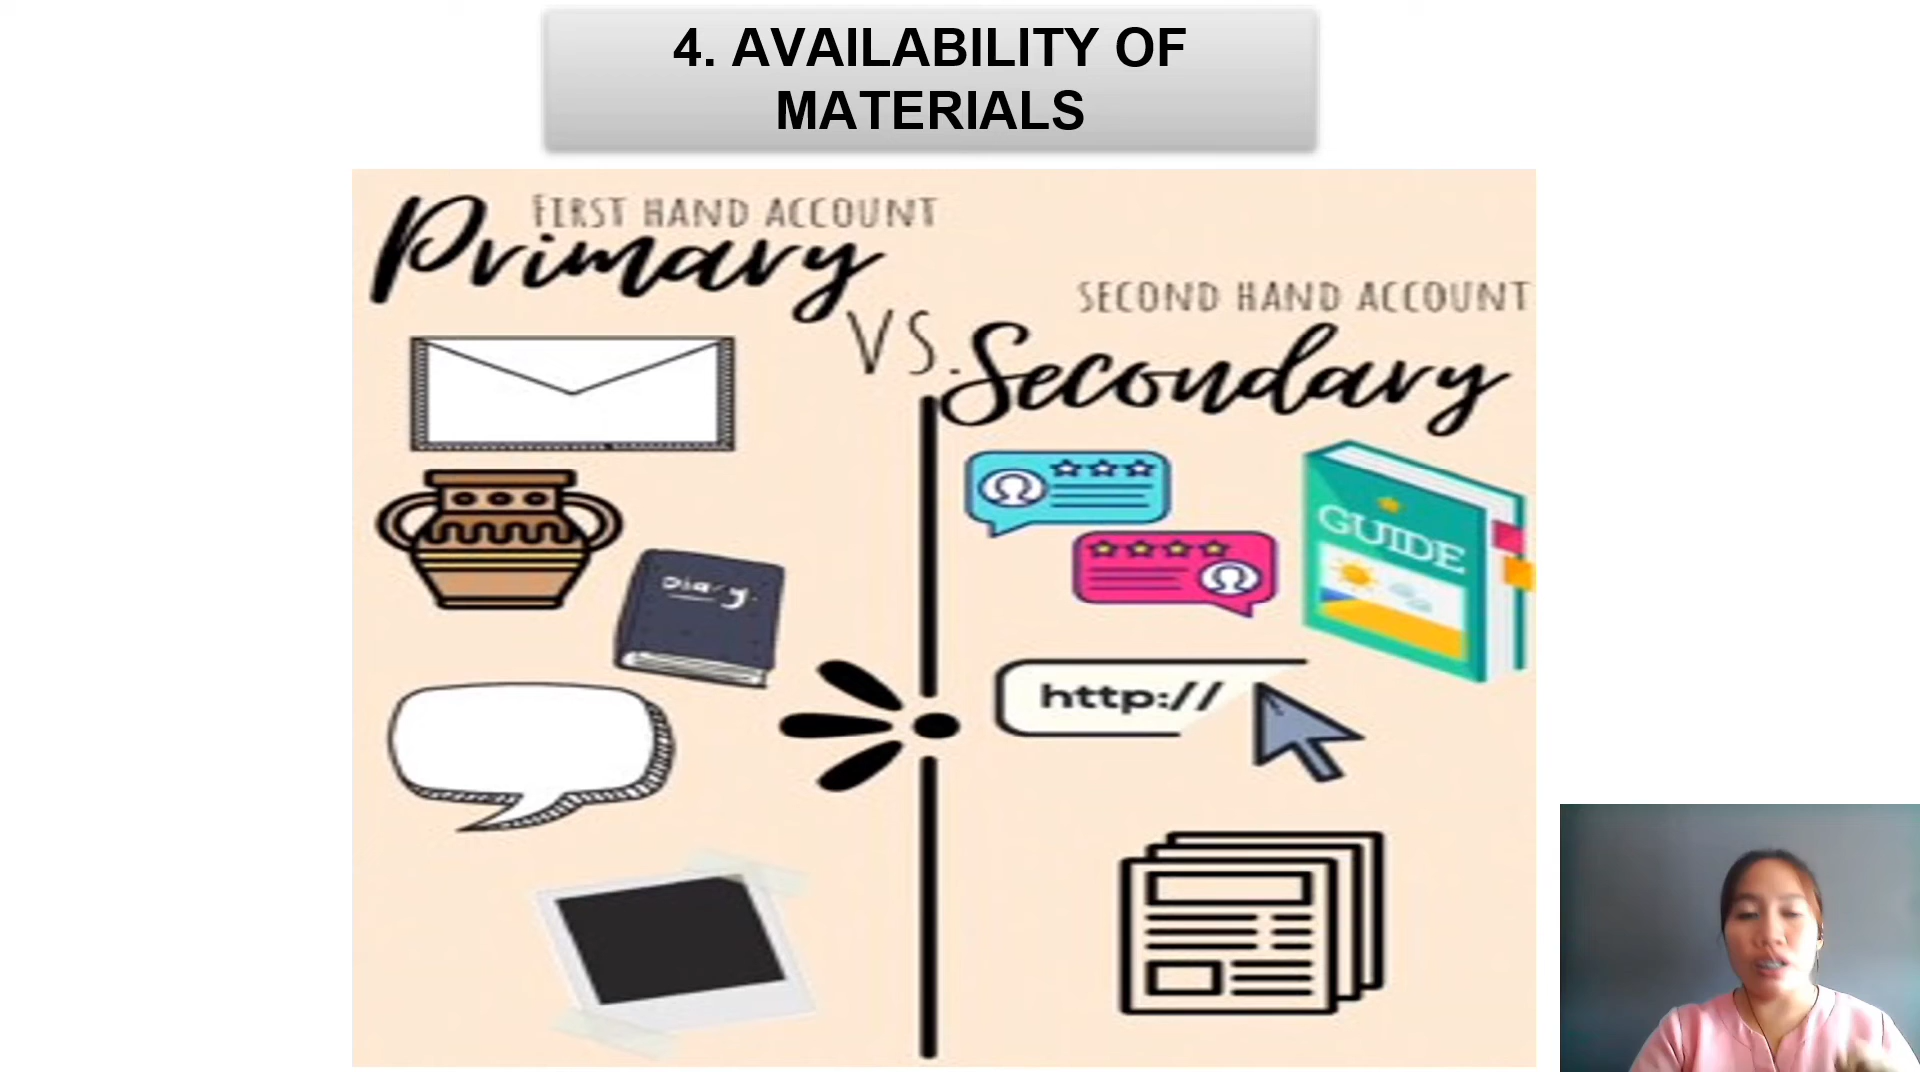 4. AVAILABILITY OF
MATERIALS
FIRST HAND ACCOUNT
Primary
VS.
SECOND HAND ACCOUNT
Secondary
GUIDE
Diary.
http://